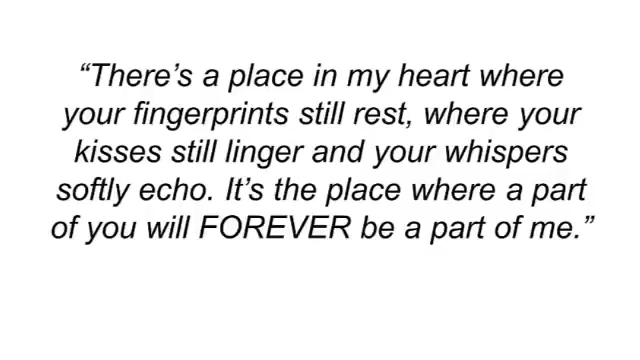 “There’s a place in my heart where
your fingerprints still rest, where your
kisses still linger and your whispers
softly echo. It’s the place where a part
of you will FOREVER be a part of me.”